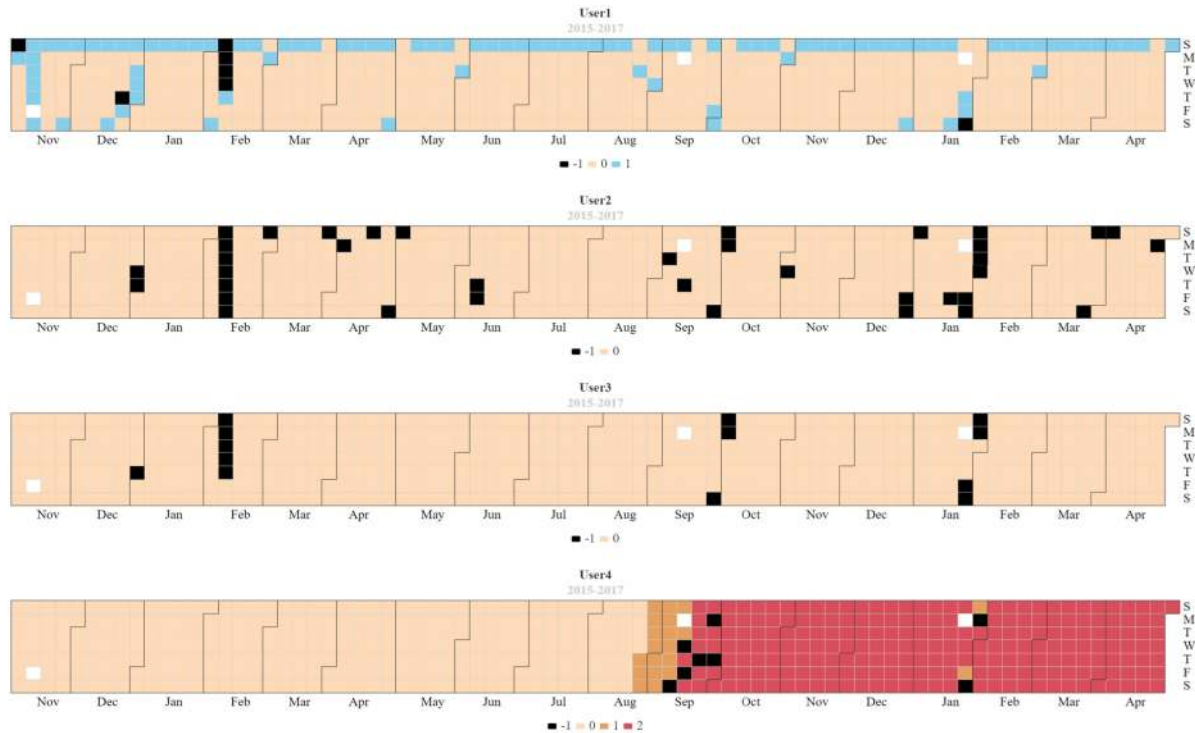 User1
2015-2017
S
M
T
W
T
F
S
Nov Dec Jan Feb Mar Apr May Jun Jul Aug Sep Oct Nov Dec Jan Feb Mar Apr
-1 0 1
User2
2015-2017
S
M
T
W
T
F
S
Nov Dec Jan Feb Mar Apr May Jun Jul Aug Sep Oct Nov Dec Jan Feb Mar Apr
-1 0
User3
2015-2017
S
M
T
W
T
F
S
Nov Dec Jan Feb Mar Apr May Jun Jul Aug Sep Oct Nov Dec Jan Feb Mar Apr
-1 0
User4
2015-2017
S
M
T
W
T
F
S
Nov Dec Jan Feb Mar Apr May Jun Jul Aug Sep Oct Nov Dec Jan Feb Mar Apr
-1 0 1 2